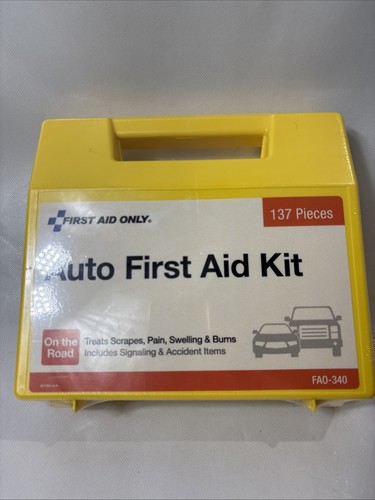 FIRST AID ONLY®
137 Pieces
Auto First Aid Kit
On the
Road
Treats Scrapes, Pain, Swelling & Burns
Includes Signaling & Accident Items
FAO-340